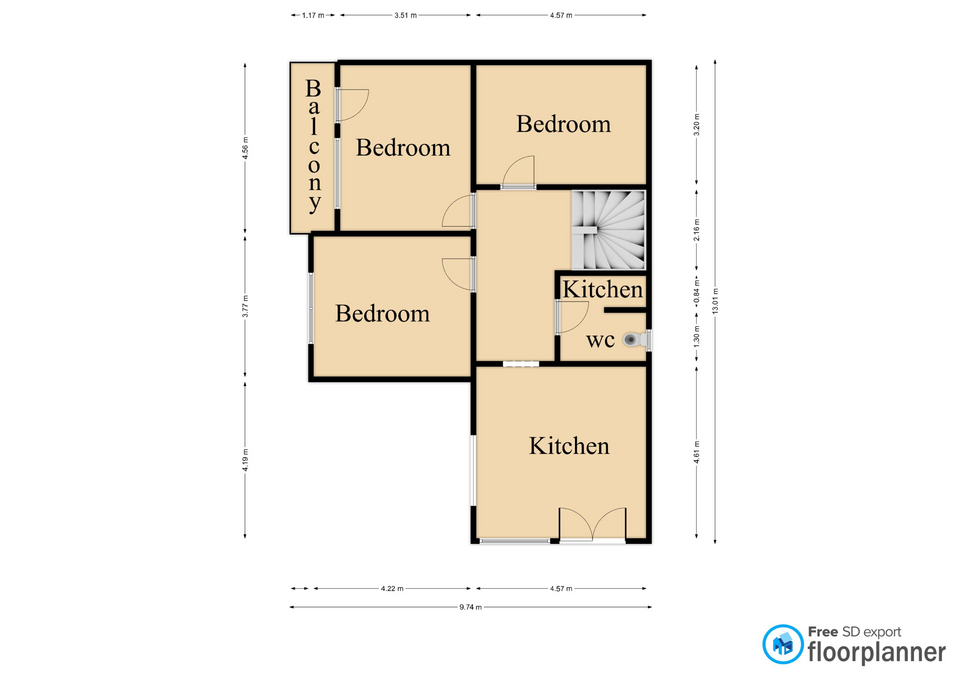 1.17 m
3.51 m
4.57 m
Balcony
Bedroom
Bedroom
4.56 m
3.20 m
2.16 m
Kitchen
0.84 m
13.01 m
3.77 m
Bedroom
wc
1.30 m
Kitchen
4.19 m
4.61 m
4.22 m
4.57 m
9.74 m
Free SD export
floorplanner